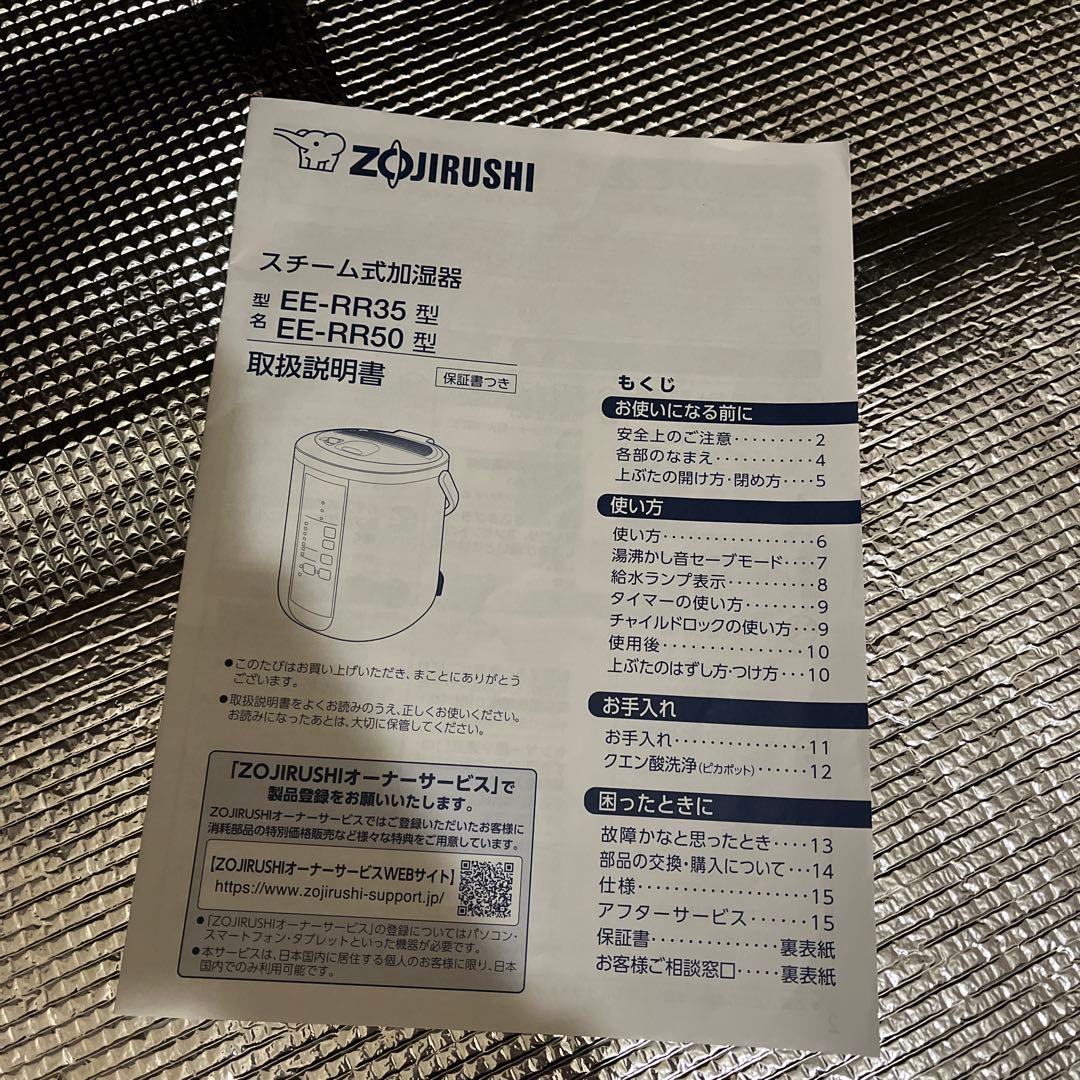 ZOJIRUSHI
スチーム式加湿器
型名 EE-RR35 型
EE-RR50 型
取扱説明書
保証書つき
●このたびはお買い上げいただき、まことにありがとう
ございます。
●取扱説明書をよくお読みのうえ、正しくお使いください。
お読みになったあとは、大切に保管してください。
「ZOJIRUSHIオーナーサービス」で
製品登録をお願いいたします。
ZOJIRUSHIオーナーサービスではご登録いただいたお客様に
消耗部品の特別価格販売など様々な特典をご用意しています。
【ZOJIRUSHIオーナーサービスWEBサイト】
https://www.zojirushi-support.jp/
●「ZOJIRUSHIオーナーサービス」の登録についてはパソコン・
スマートフォン・タブレットといった機器が必要です。
●本サービスは、日本国内に居住する個人のお客様に限り、日本
国内でのみ利用可能です。
もくじ
お使いになる前に
安全上のご注意・・・・・・・・・2
各部のなまえ・・・・・・・・・・・4
上ぶたの開け方・閉め方・・・・5
使い方
使い方・・・・・・・・・・・・・・・・・6
湯沸かし音セーブモード・・・・7
給水ランプ表示・・・・・・・・・8
タイマーの使い方・・・・・・・・9
チャイルドロックの使い方・・・9
使用後・・・・・・・・・・・・・・・・10
上ぶたのはずし方・つけ方・・・10
お手入れ
お手入れ・・・・・・・・・・・・・・・11
クエン酸洗浄(ピカポット)・・・・・・12
困ったときに
故障かなと思ったとき・・・・13
部品の交換・購入について・・・14
仕様・・・・・・・・・・・・・・・・・15
アフターサービス・・・・・・15
保証書・・・・・・・・・・・・・裏表紙
お客様ご相談窓口・・・・・裏表紙